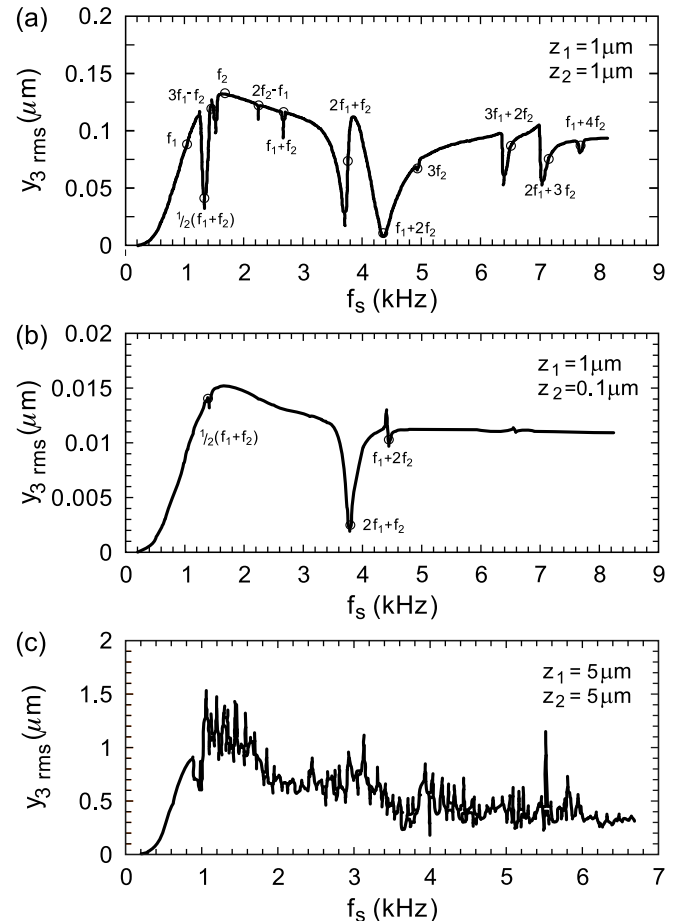 (a)
0.2
0.15
0.1
0.05
0
y3 rms (μm)
z1 = 1μm
z2 = 1μm
f1
3f1-f2
1/2(f1+f2)
f2
2f2-f1
f1+f2
2f1+f2
f1+2f2
3f2
3f1+2f2
2f1+3f2
f1+4f2
0 1 2 3 4 5 6 7 8 9
fs (kHz)
(b)
0.02
0.015
0.01
0.005
0
y3 rms (μm)
z1 = 1μm
z2=0.1μm
1/2(f1+f2)
2f1+f2
f1+2f2
0 1 2 3 4 5 6 7 8 9
fs (kHz)
(c)
2
1.5
1
0.5
0
y3 rms (μm)
z1 = 5μm
z2 = 5μm
0 1 2 3 4 5 6 7
fs (kHz)